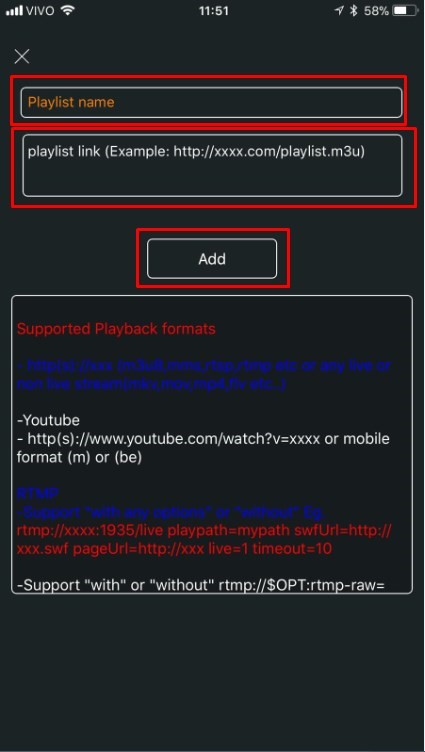 VIVO 11:51 58%
Playlist name
playlist link (Example: http://xxxx.com/playlist.m3u)
Add
Supported Playback formats
- http(s)://xxx (m3u8,mms,rtsp,rtmp etc or any live or
non live stream(mkv,mov,mp4,flv etc..)
-Youtube
- http(s)://www.youtube.com/watch?v=xxxx or mobile
format (m) or (be)
RTMP
-Support "with any options" or "without" Eg:
rtmp://xxxx:1935/live playpath=mypath swfUrl=http://
xxx.swf pageUrl=http://xxx live=1 timeout=10
-Support "with" or "without" rtmp://$OPT:rtmp-raw=